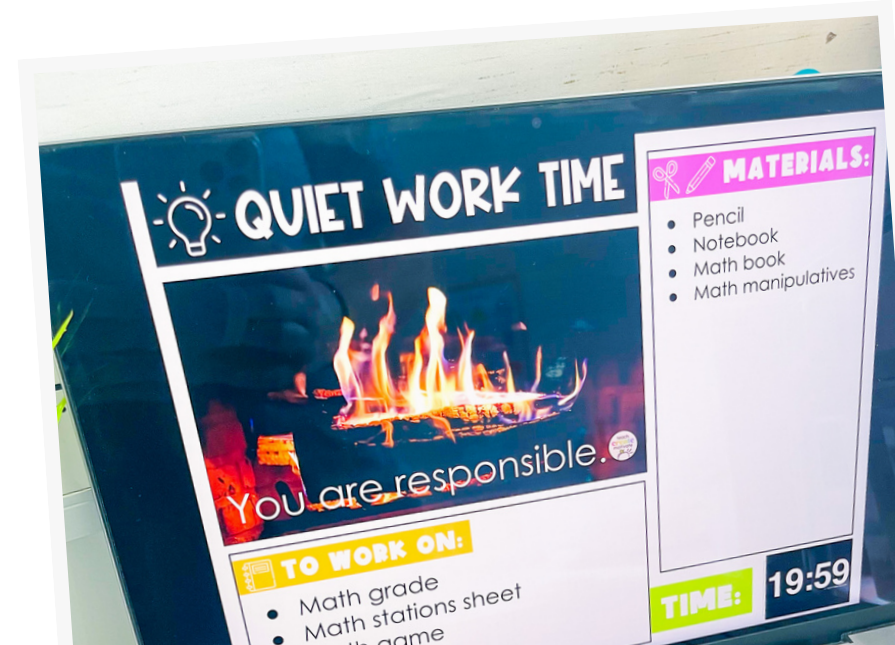 QUIET WORK TIME
MATERIALS:
Pencil
Notebook
Math book
Math manipulatives
You are responsible.
TO WORK ON:
Math grade
Math stations sheet
game
TIME:
19:59